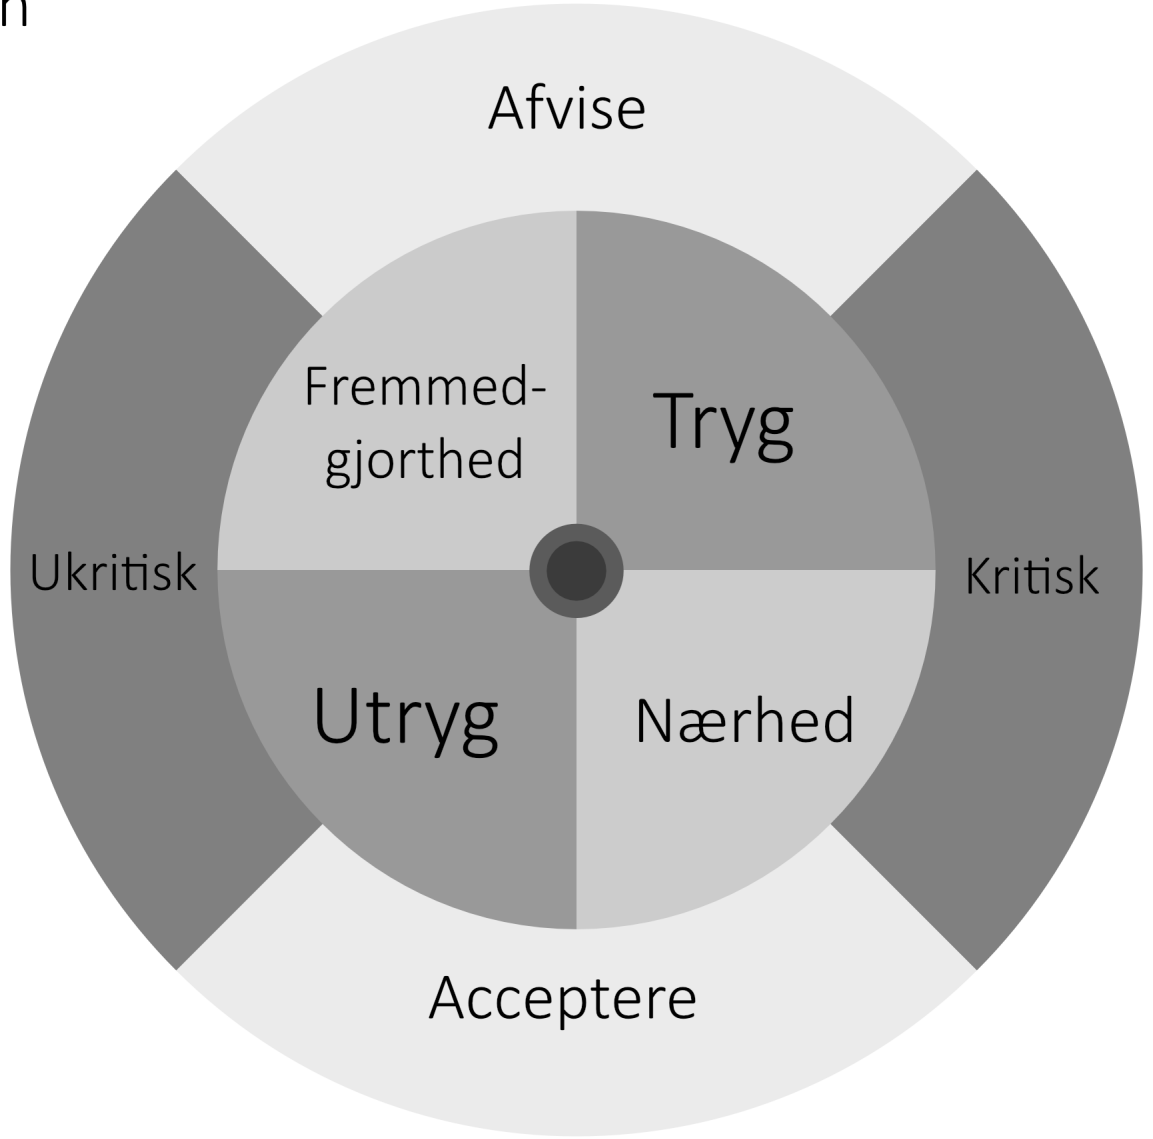 n
Afvise
Fremmed-
gjorthed
Tryg
Ukritisk
Kritisk
Utryg
Nærhed
Acceptere